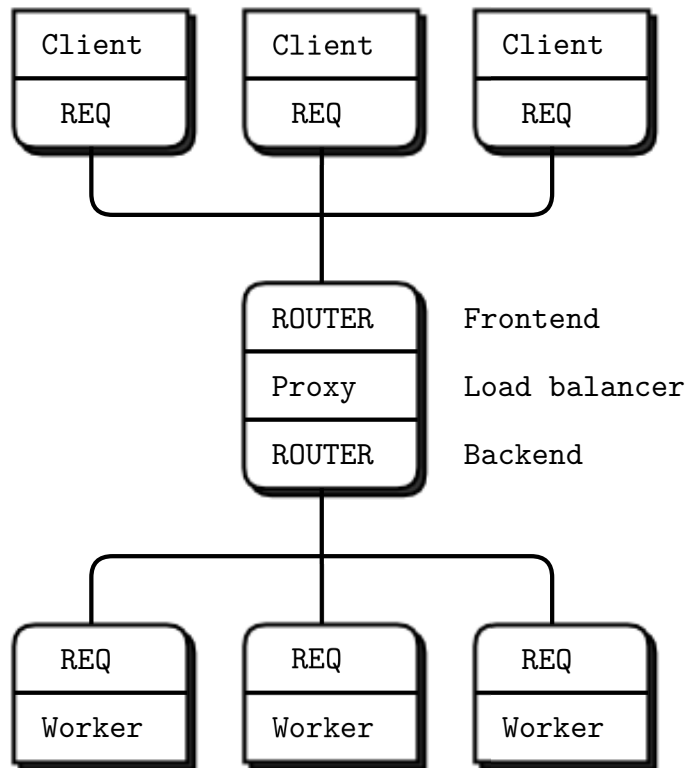 Client Client Client
REQ REQ REQ
ROUTER Frontend
Proxy Load balancer
ROUTER Backend
REQ REQ REQ
Worker Worker Worker